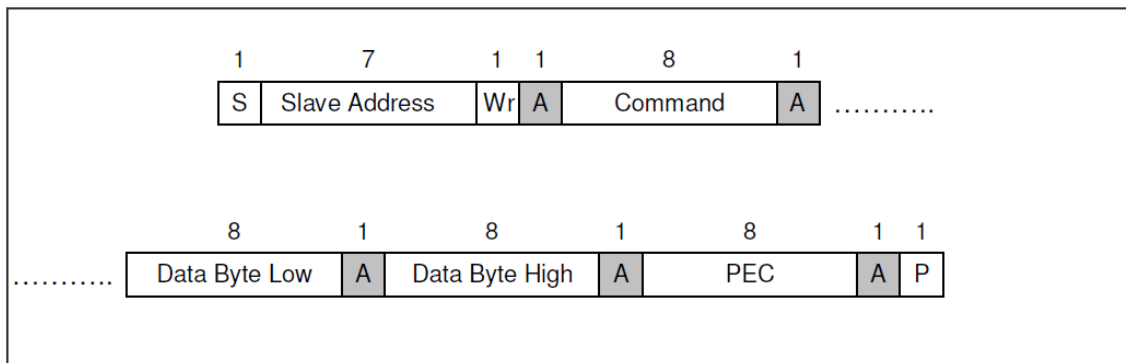 1 7 1 1 8 1
S Slave Address Wr A Command A ...........
8 1 8 1 8 1 1
........... Data Byte Low A Data Byte High A PEC A P